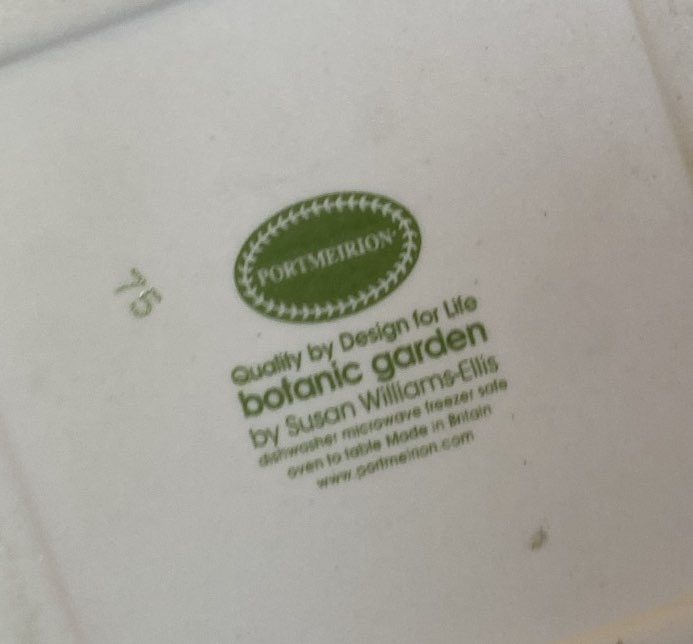 PORTMEIRION
Quality by Design for Life
botanic garden
by Susan Williams-Ellis
dishwasher microwave freezer safe
oven to table Made in Britain
www.portmeirion.com
75